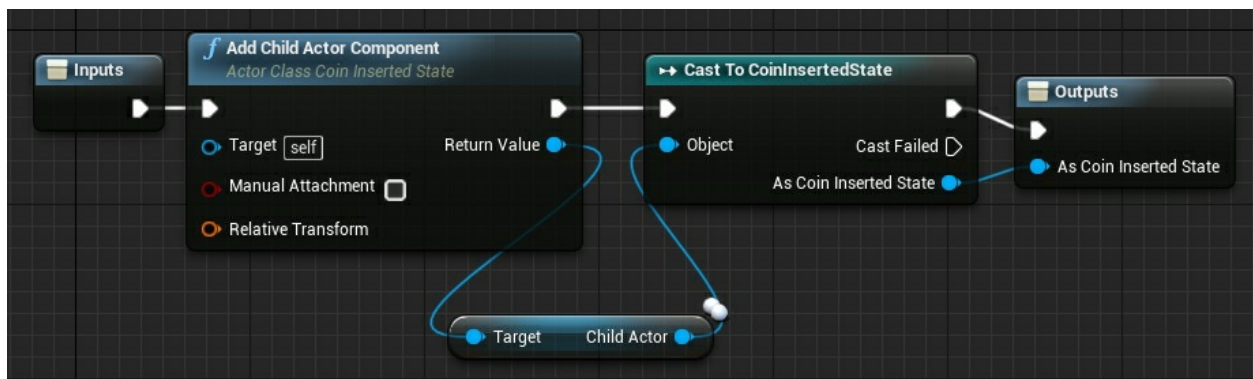 Inputs
f Add Child Actor Component
Actor Class Coin Inserted State
Target self
Return Value
Manual Attachment
Relative Transform
Cast To CoinInsertedState
Object
Cast Failed
As Coin Inserted State
Outputs
As Coin Inserted State
Target Child Actor